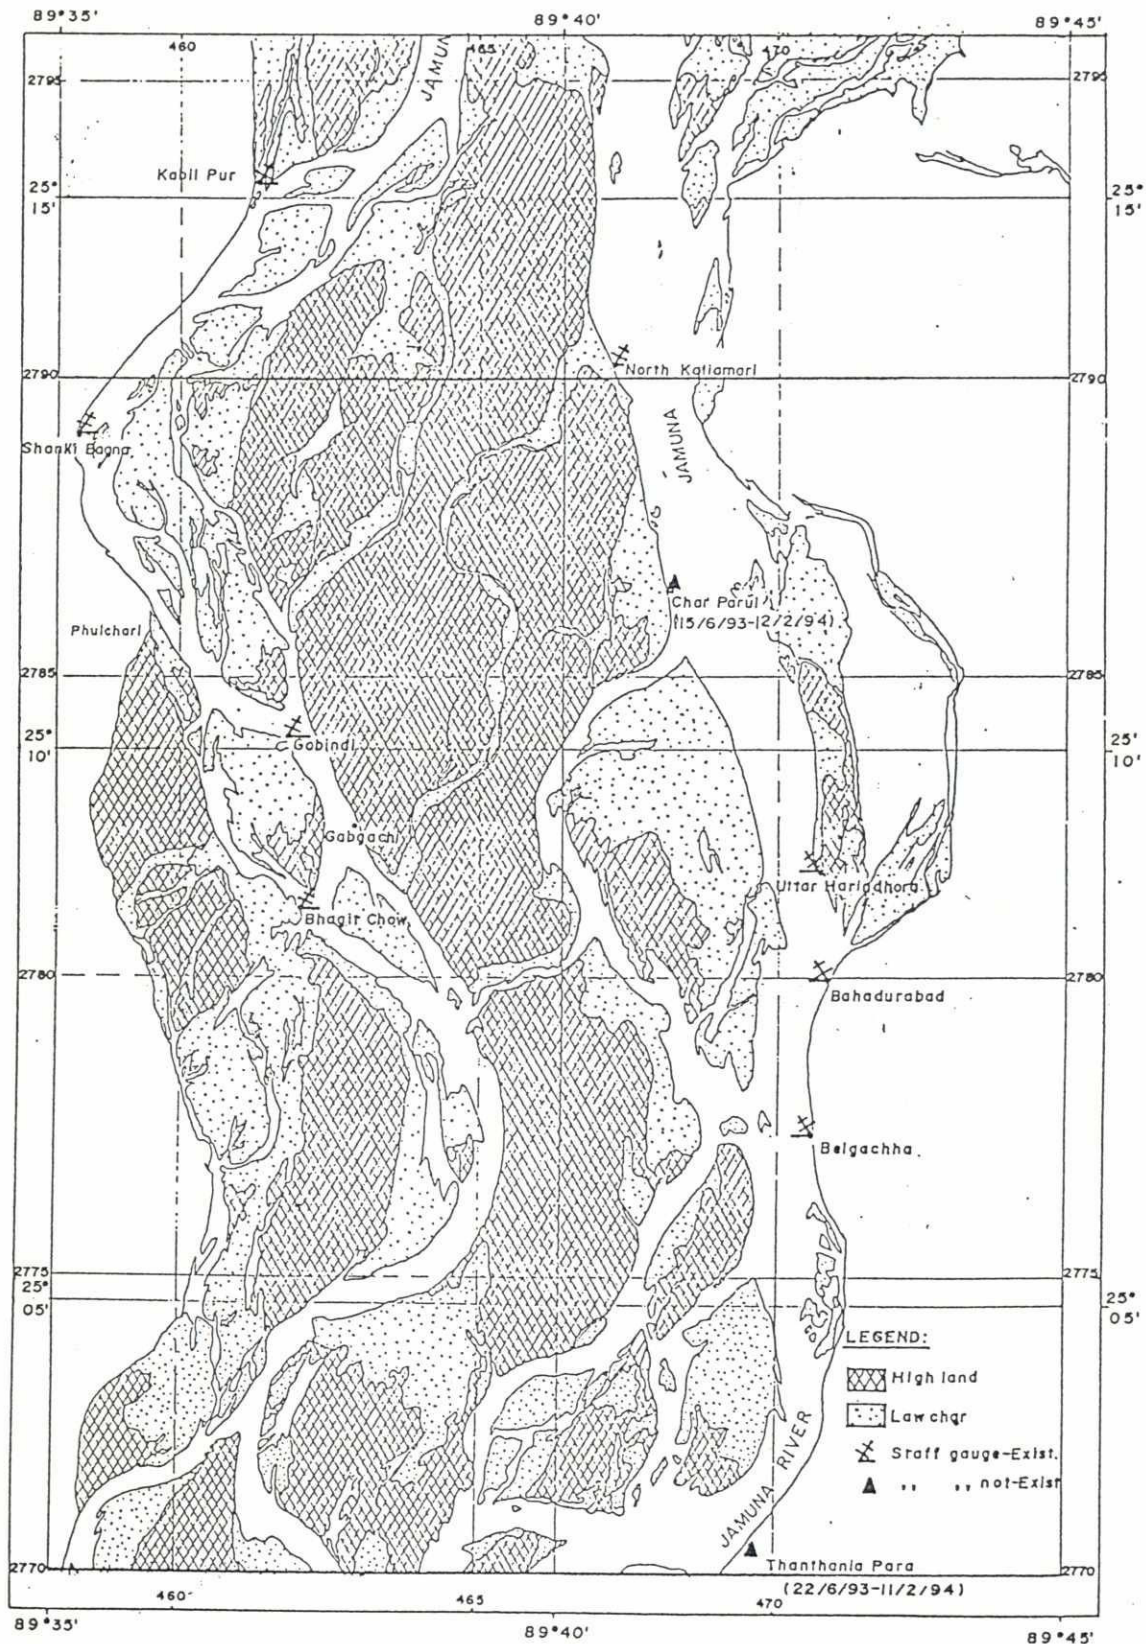 89°35'
89°40'
89°45'
460
JAMUNA
465
470
2795
2795
Kabil Pur
25°
15'
25°
15'
North Katlamari
2790
2790
JAMUNA
Shanki Bagna
Char Parul
(15/6/93-12/2/94)
Phulchari
2785
2785
25°
10'
Gobindi
25°
10'
Gabgachi
Uttar Harladhora
Bhagir Chaw
2780
2780
Bahadurabad
Belgachha.
2775
2775
25°
05'
25°
05'
LEGEND:
High land
Law char
Staff gauge-Exist.
,, ,, not-Exist
JAMUNA RIVER
2770
Thanthania Para
2770
(22/6/93-11/2/94)
460
465
470
89°35'
89°40'
89°45'